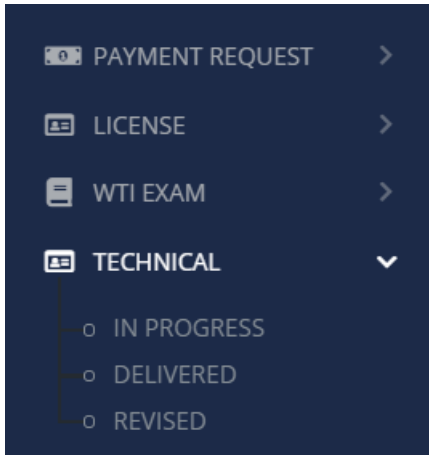 PAYMENT REQUEST
LICENSE
WTI EXAM
TECHNICAL
IN PROGRESS
DELIVERED
REVISED